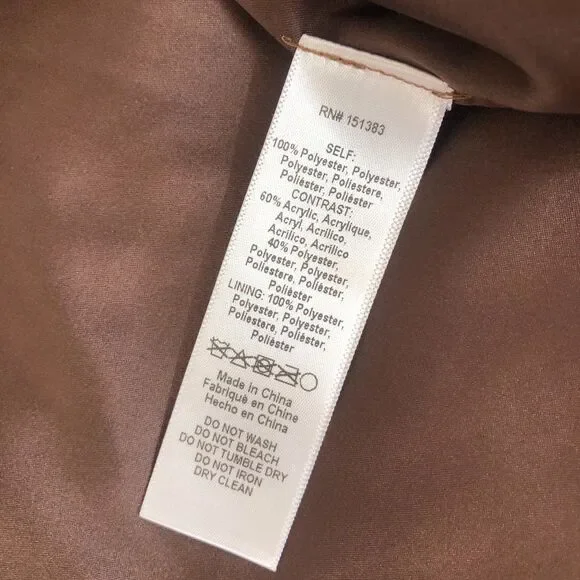 RN# 151383
SELF:
100% Polyester, Polyester,
Polyester, Poliestere,
Poliéster, Poliéster
CONTRAST:
60% Acrylic, Acrylique,
Acryl, Acrilico,
Acrílico, Acrílico
40% Polyester,
Polyester, Polyester,
Poliestere, Poliéster,
Poliéster
LINING: 100% Polyester,
Polyester, Polyester,
Poliestere, Poliéster,
Poliéster
Made in China
Fabriqué en Chine
Hecho en China
DO NOT WASH
DO NOT BLEACH
DO NOT TUMBLE DRY
DO NOT IRON
DRY CLEAN